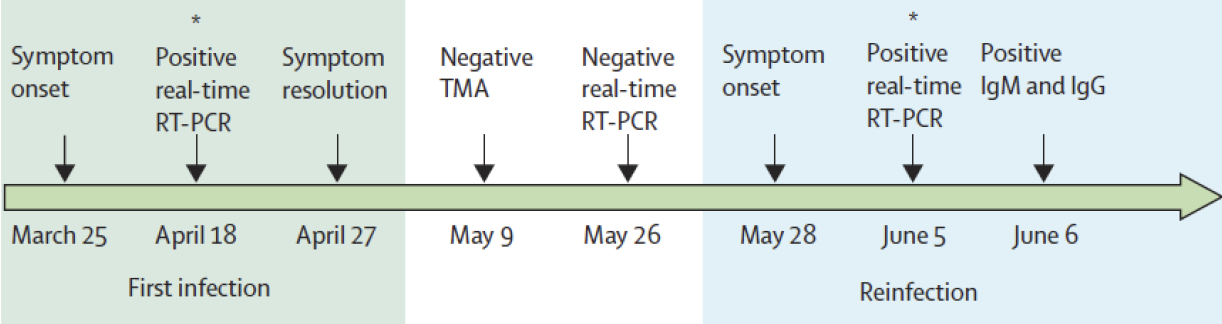 *
Symptom
onset
Positive
real-time
RT-PCR
Symptom
resolution
Negative
TMA
Negative
real-time
RT-PCR
Symptom
onset
*
Positive
real-time
RT-PCR
Positive
IgM and IgG
March 25
April 18
April 27
May 9
May 26
May 28
June 5
June 6
First infection
Reinfection